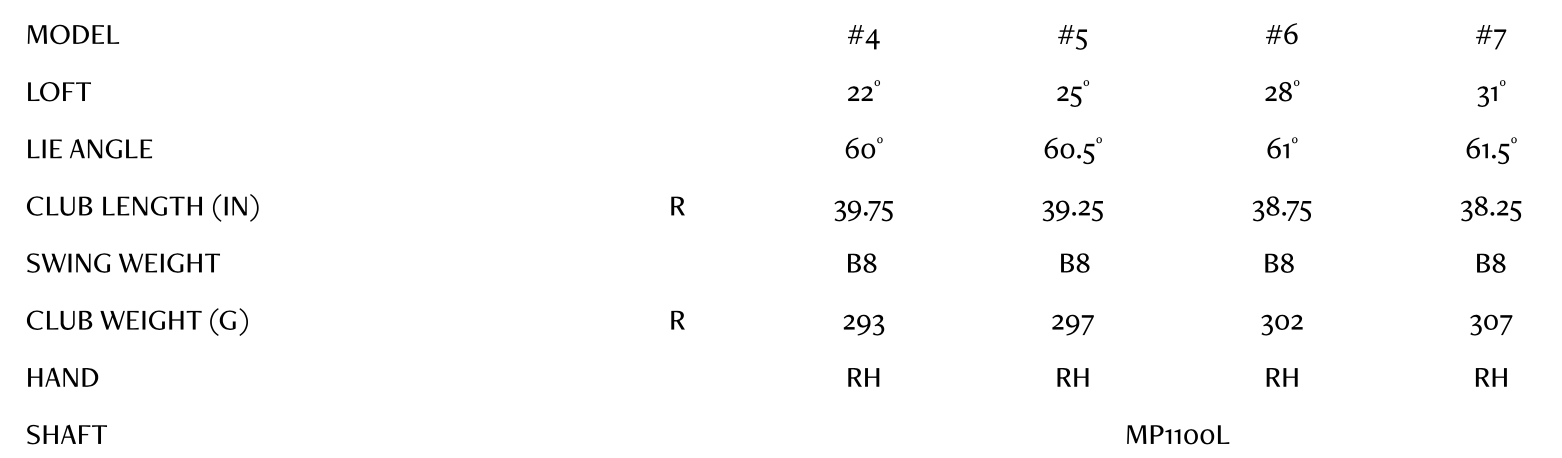 MODEL #4 #5 #6 #7
LOFT 22° 25° 28° 31°
LIE ANGLE 60° 60.5° 61° 61.5°
CLUB LENGTH (IN) R 39.75 39.25 38.75 38.25
SWING WEIGHT B8 B8 B8 B8
CLUB WEIGHT (G) R 293 297 302 307
HAND RH RH RH RH
SHAFT MP1100L